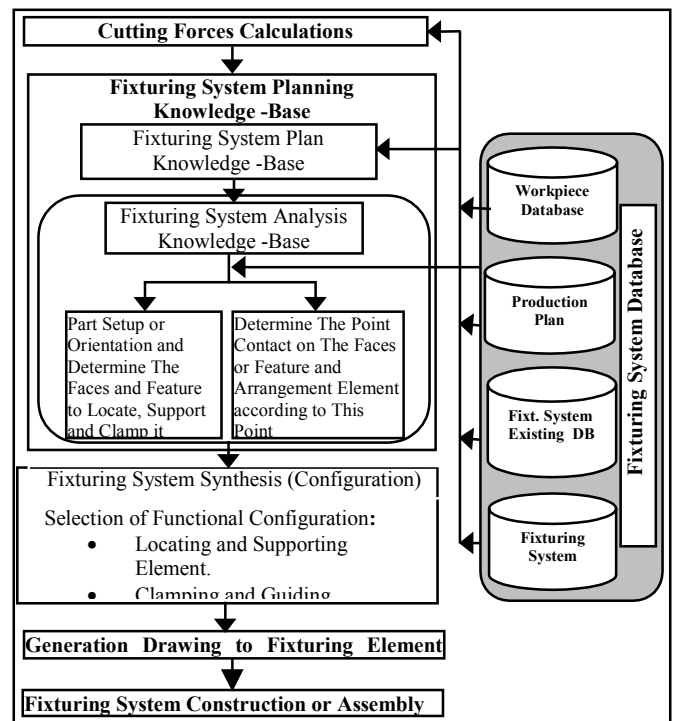 Cutting Forces Calculations
Fixturing System Planning
Knowledge -Base
Fixturing System Plan
Knowledge -Base
Fixturing System Analysis
Knowledge -Base
Part Setup or
Orientation and
Determine The
Faces and Feature
to Locate, Support
and Clamp it
Determine The Point
Contact on The Faces
or Feature and
Arrangement Element
according to This
Point
Fixturing System Synthesis (Configuration)
Selection of Functional Configuration:
• Locating and Supporting
Element.
• Clamping and Guiding
Generation Drawing to Fixturing Element
Fixturing System Construction or Assembly
Workpiece
Database
Production
Plan
Fixt. System
Existing DB
Fixturing
System
Fixturing System Database